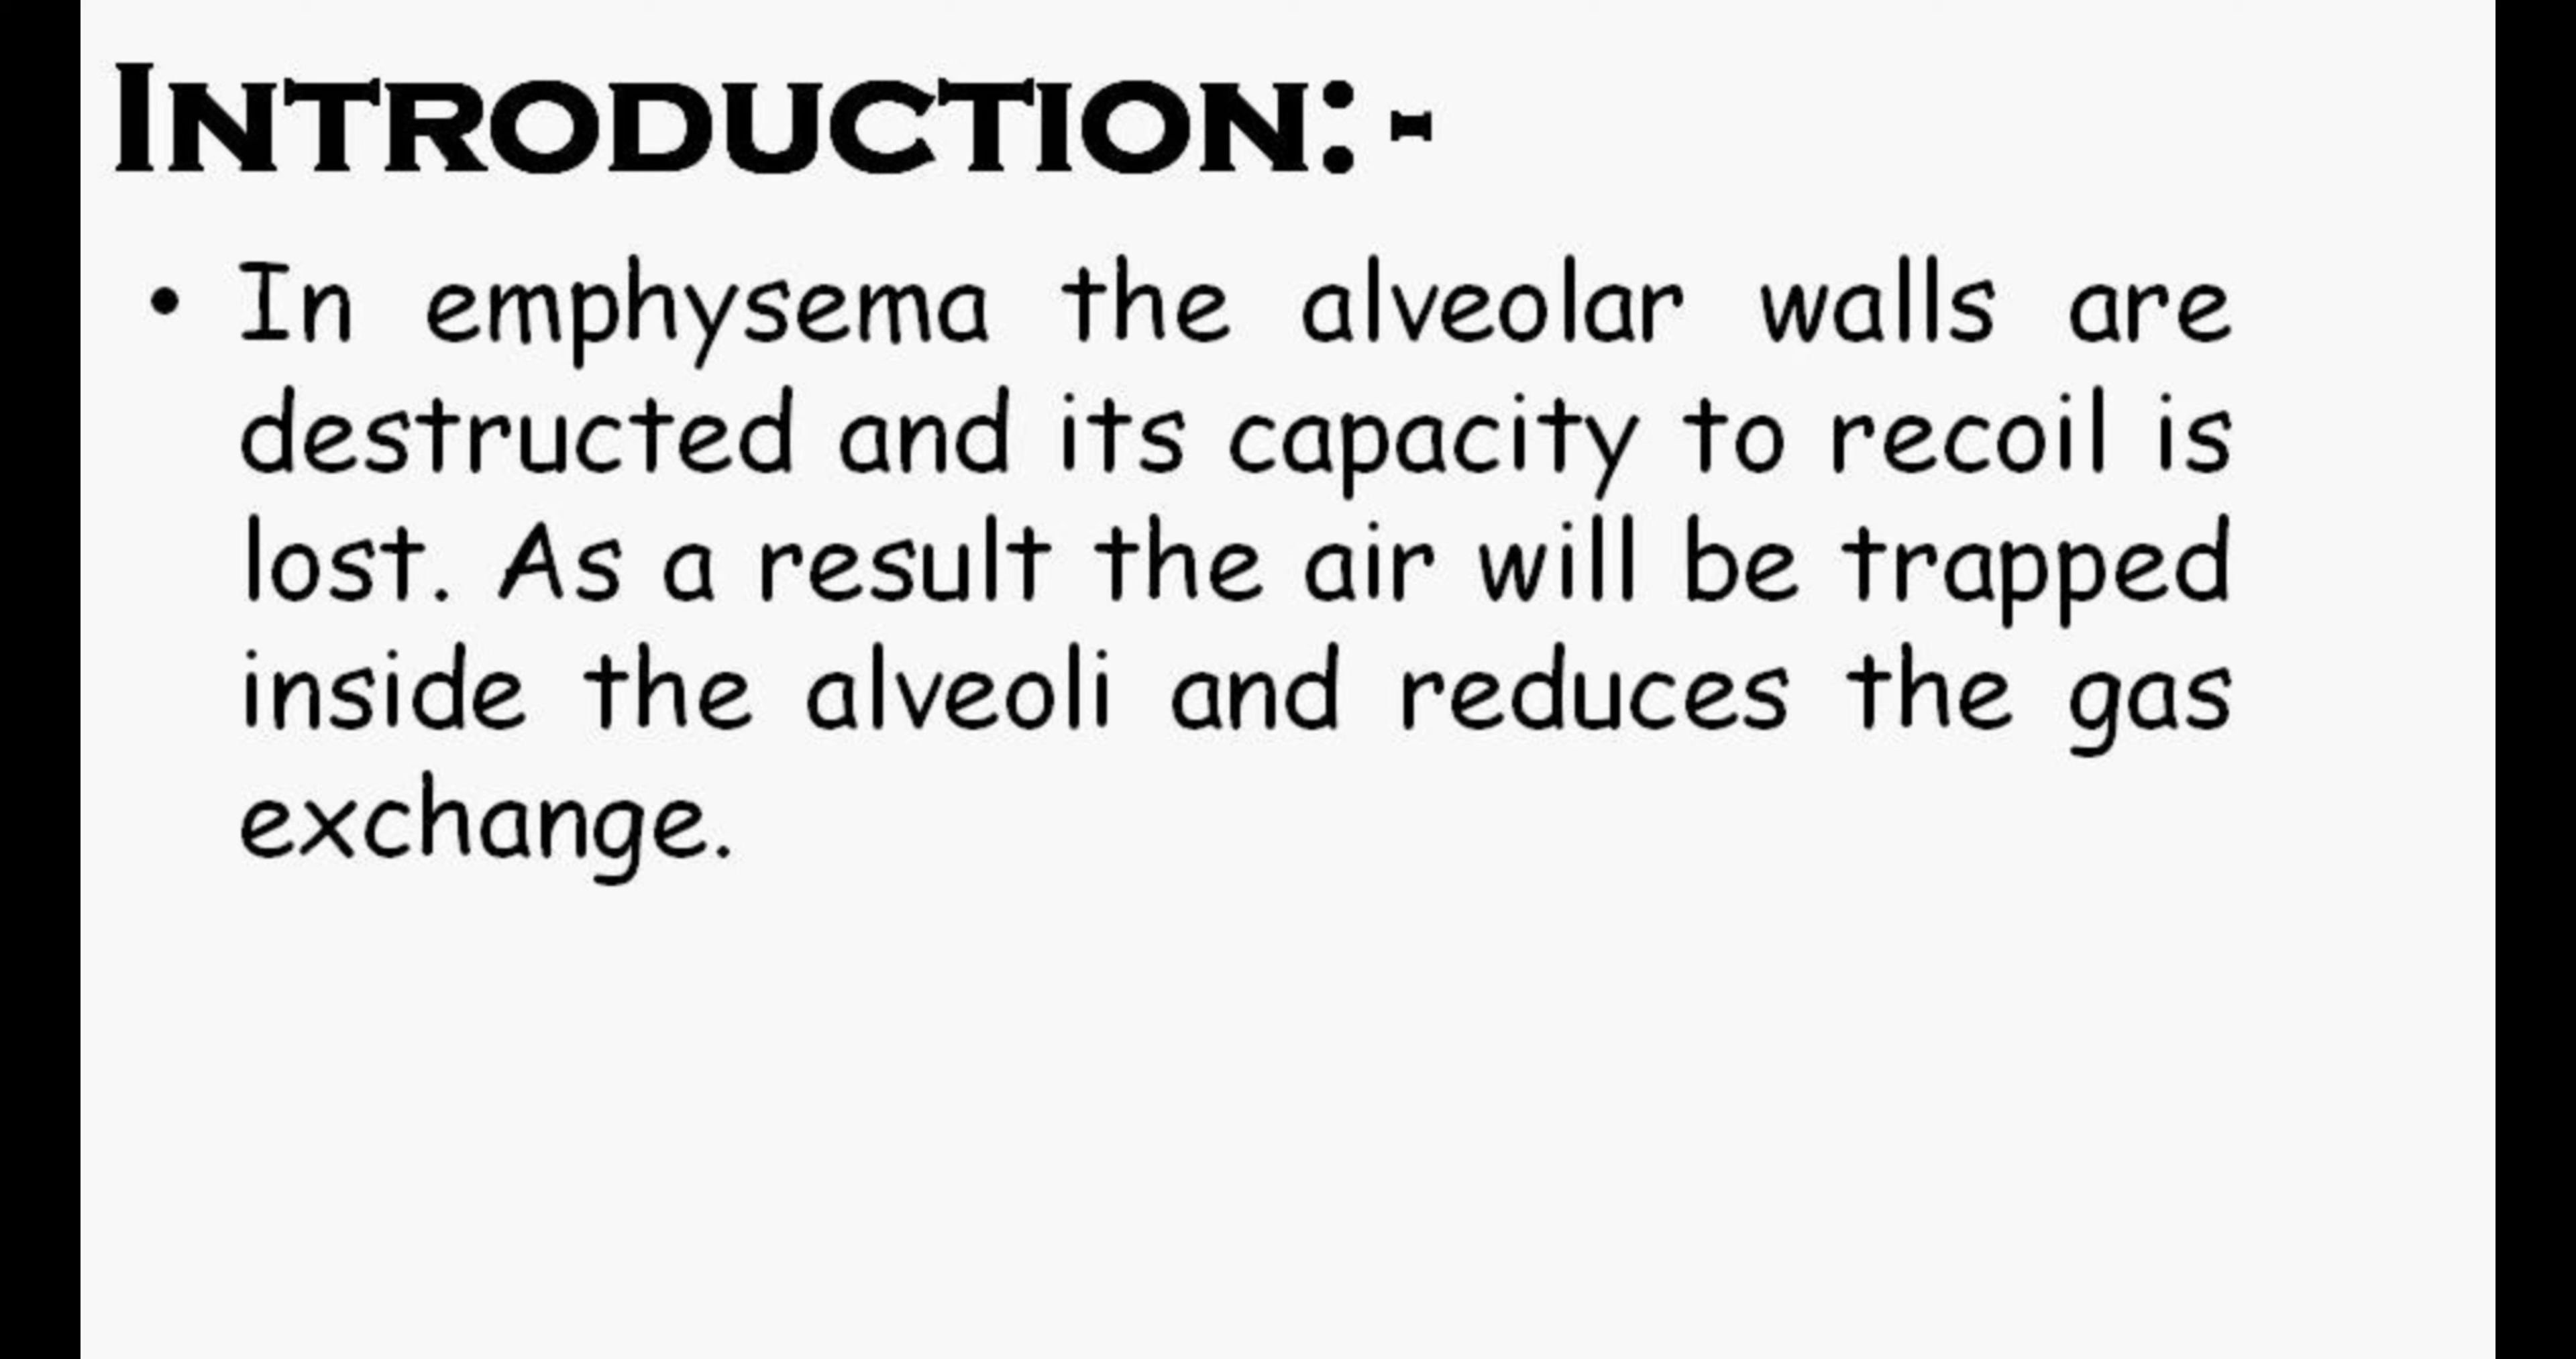 INTRODUCTION: -
• In emphysema the alveolar walls are
destructed and its capacity to recoil is
lost. As a result the air will be trapped
inside the alveoli and reduces the gas
exchange.